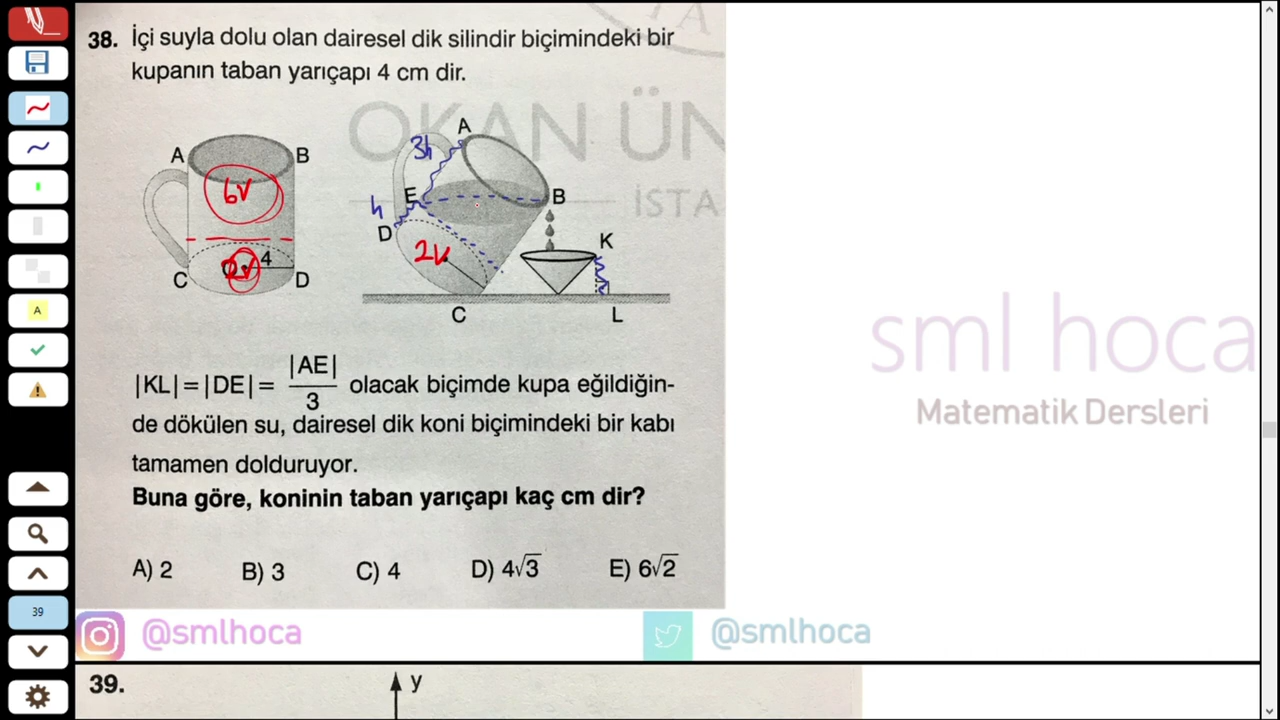 38. İçi suyla dolu olan dairesel dik silindir biçimindeki bir
kupanın taban yarıçapı 4 cm dir.
OKAN ÜN
İSTA
A
B
6V
2V
4
C
D
3h
A
E
h
D
2V
B
K
C
L
|KL|=|DE|= |AE|/3 olacak biçimde kupa eğildiğin-
de dökülen su, dairesel dik koni biçimindeki bir kabı
tamamen dolduruyor.
Buna göre, koninin taban yarıçapı kaç cm dir?
A) 2 B) 3 C) 4 D) 4√3 E) 6√2
sml hoca
Matematik Dersleri
@smlhoca
@smlhoca
39.
y
A
39